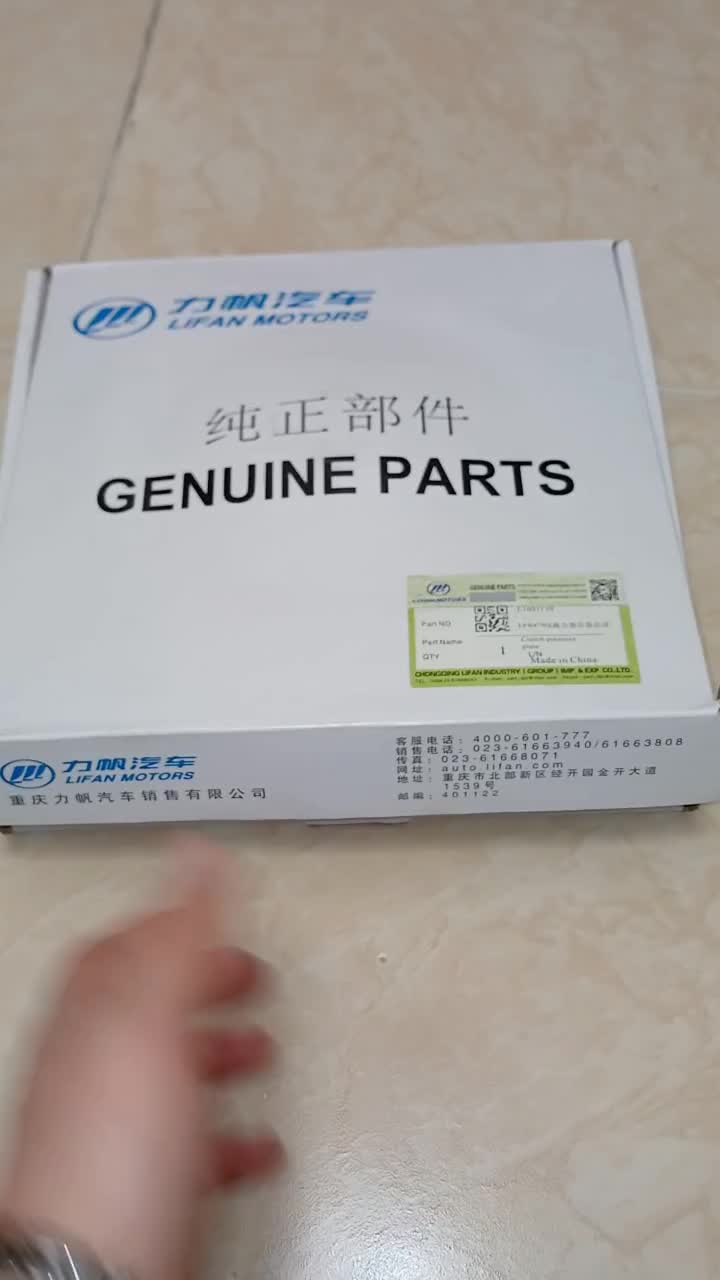 力帆汽车
LIFAN MOTORS
纯正部件
GENUINE PARTS
GENUINE PARTS
Part NO
Part Name
Clutch pressure
plate
QTY
1
UN
Made in China
CHONGQING LIFAN INDUSTRY ( GROUP ) IMP. & EXP. CO.,LTD.
力帆汽车
LIFAN MOTORS
重庆力帆汽车销售有限公司
客服电话：4000-601-777
销售电话：023-61663940/61663808
传真：023-61668071
网址：auto.lifan.com
地址：重庆市北部新区经开园金开大道
1539号
邮编：401122